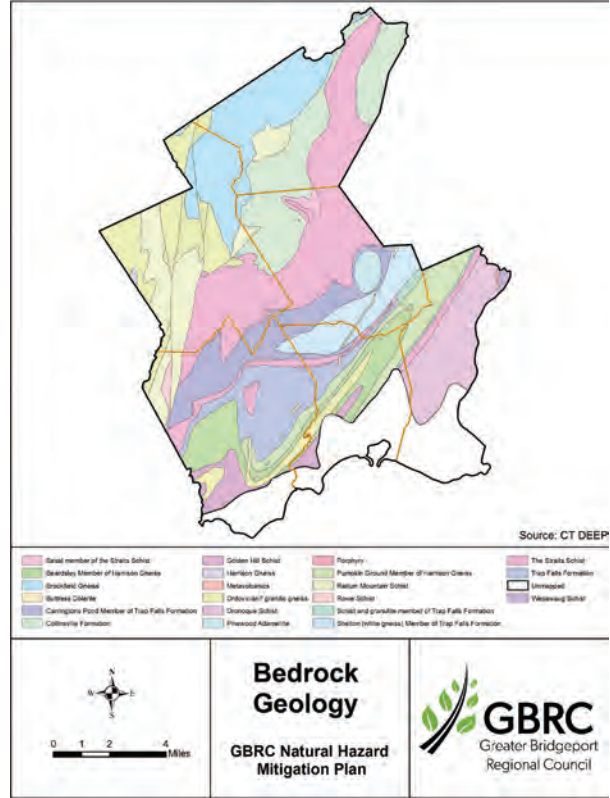 Source: CT DEEP
Basal member of the Straits Schist
Beardsley Member of Harrison Gneiss
Brookfield Gneiss
Buttress Dolerite
Carringtons Pond Member of Trap Falls Formation
Collinsville Formation
Golden Hill Schist
Harrison Gneiss
Metavolcanics
Ordovician? granitic gneiss
Oronoque Schist
Pinewood Adamellite
Porphyry
Pumpkin Ground Member of Harrison Gneiss
Ratlum Mountain Schist
Rowe Schist
Schist and granulite member of Trap Falls Formation
Shelton (white gneiss) Member of Trap Falls Formation
The Straits Schist
Trap Falls Formation
Unmapped
Wepawaug Schist
N
W E
S
0 1 2 4
Miles
Bedrock
Geology
GBRC Natural Hazard
Mitigation Plan
GBRC
Greater Bridgeport
Regional Council